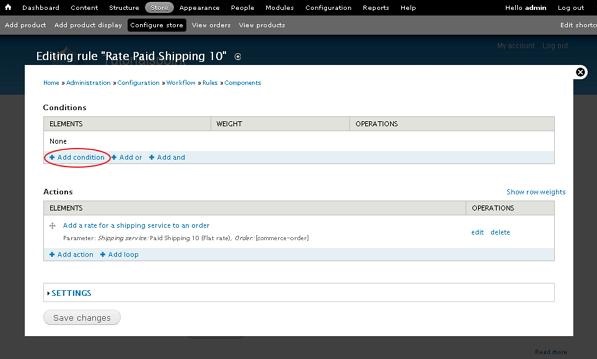 Dashboard Content Structure Store Appearance People Modules Configuration Reports Help Hello admin Log out
Add product Add product display Configure store View orders View products Edit shortc
My account Log out
Editing rule "Rate Paid Shipping 10"
Home » Administration » Configuration » Workflow » Rules » Components
Conditions
ELEMENTS WEIGHT OPERATIONS
None
+ Add condition + Add or + Add and
Actions Show row weights
ELEMENTS OPERATIONS
Add a rate for a shipping service to an order
edit delete
Parameter: Shipping service: Paid Shipping 10 (Flat rate), Order: [commerce-order]
+ Add action + Add loop
SETTINGS
Save changes
Read more